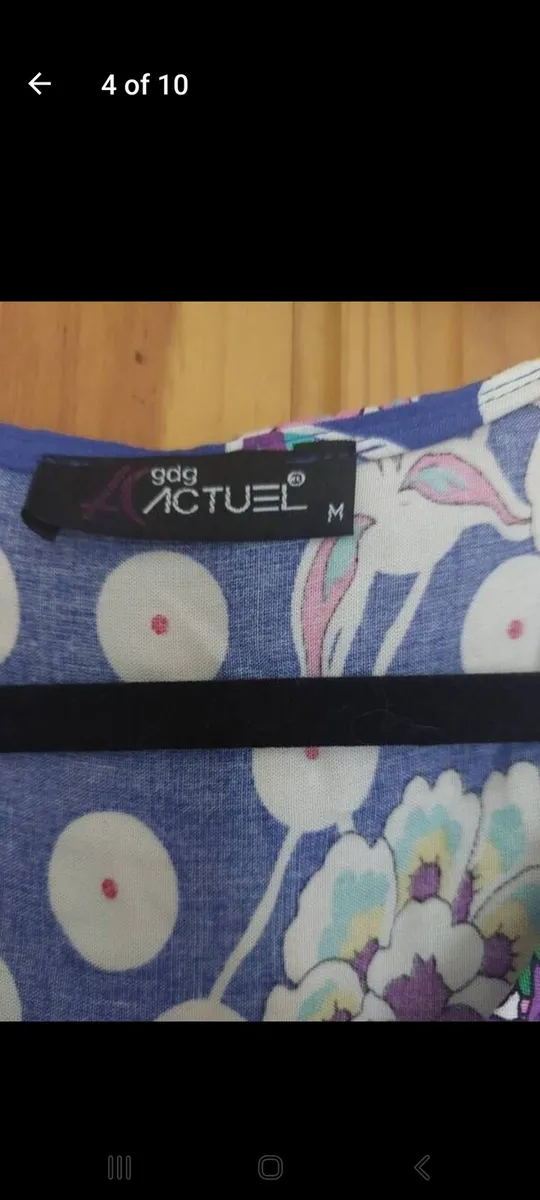 4 of 10
gdg
ACTUEL
M